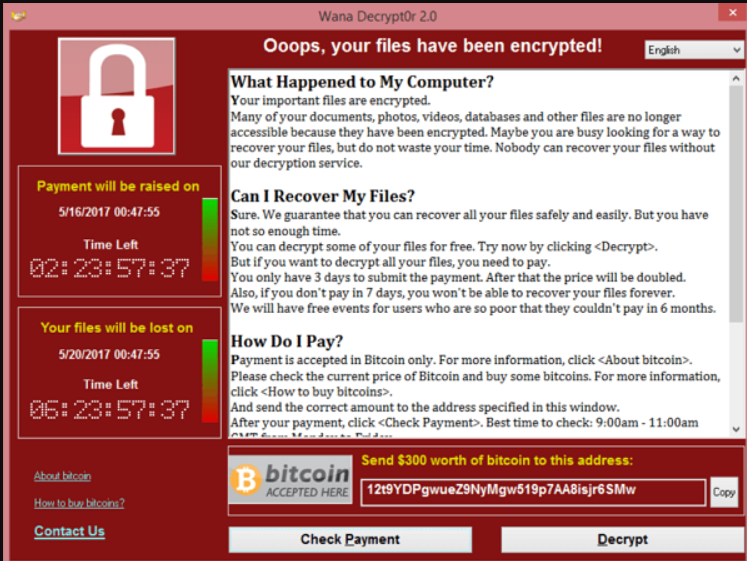 Wana Decrypt0r 2.0
Ooops, your files have been encrypted!
English
What Happened to My Computer?
Your important files are encrypted.
Many of your documents, photos, videos, databases and other files are no longer
accessible because they have been encrypted. Maybe you are busy looking for a way to
recover your files, but do not waste your time. Nobody can recover your files without
our decryption service.
Can I Recover My Files?
Sure. We guarantee that you can recover all your files safely and easily. But you have
not so enough time.
You can decrypt some of your files for free. Try now by clicking <Decrypt>.
But if you want to decrypt all your files, you need to pay.
You only have 3 days to submit the payment. After that the price will be doubled.
Also, if you don't pay in 7 days, you won't be able to recover your files forever.
We will have free events for users who are so poor that they couldn't pay in 6 months.
How Do I Pay?
Payment is accepted in Bitcoin only. For more information, click <About bitcoin>.
Please check the current price of Bitcoin and buy some bitcoins. For more information,
click <How to buy bitcoins>.
And send the correct amount to the address specified in this window.
After your payment, click <Check Payment>. Best time to check: 9:00am - 11:00am
GMT from Monday to Friday
Payment will be raised on
5/16/2017 00:47:55
Time Left
02:23:57:37
Your files will be lost on
5/20/2017 00:47:55
Time Left
06:23:57:37
About bitcoin
How to buy bitcoins?
Contact Us
bitcoin
ACCEPTED HERE
Send $300 worth of bitcoin to this address:
12t9YDPgwueZ9NyMgw519p7AA8isjr6SMw
Copy
Check Payment
Decrypt